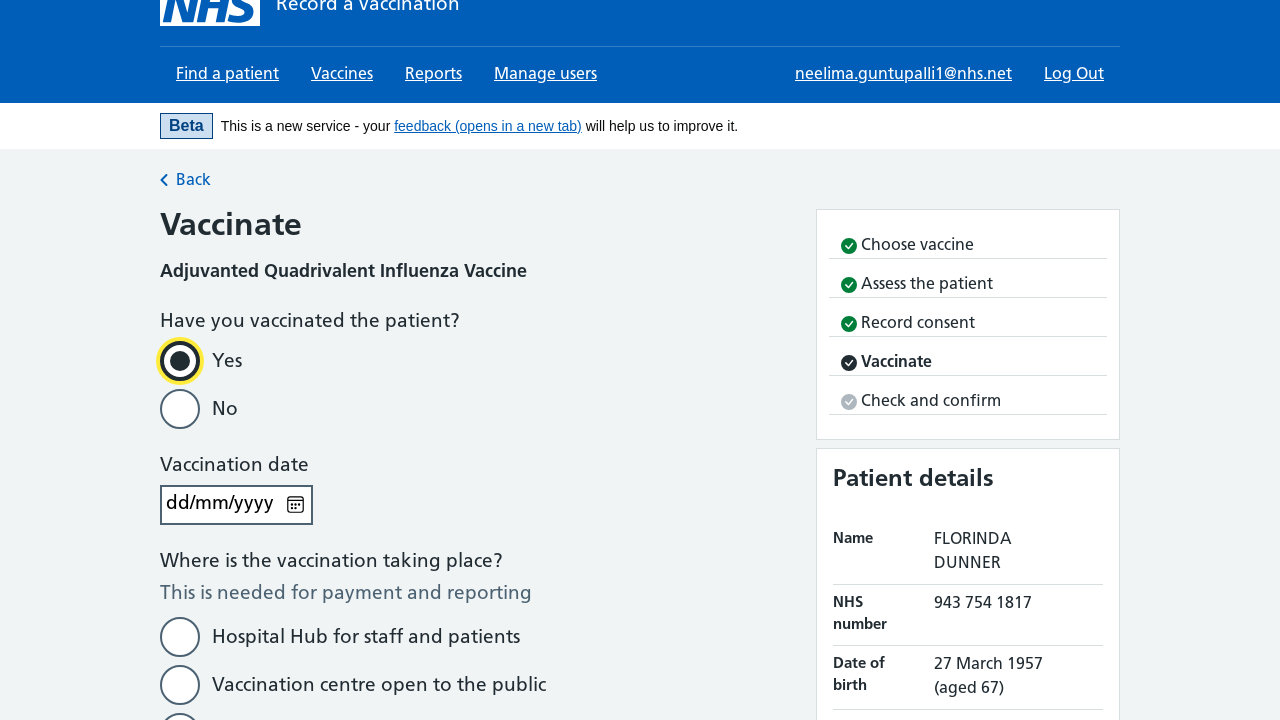 NHS Record a vaccination
Find a patient Vaccines Reports Manage users neelima.guntupalli1@nhs.net Log Out
Beta This is a new service - your feedback (opens in a new tab) will help us to improve it.
Back
Vaccinate
Adjuvanted Quadrivalent Influenza Vaccine
Have you vaccinated the patient?
Yes
No
Vaccination date
dd/mm/yyyy
Where is the vaccination taking place?
This is needed for payment and reporting
Hospital Hub for staff and patients
Vaccination centre open to the public
Choose vaccine
Assess the patient
Record consent
Vaccinate
Check and confirm
Patient details
Name FLORINDA
DUNNER
NHS 943 754 1817
number
Date of 27 March 1957
birth (aged 67)